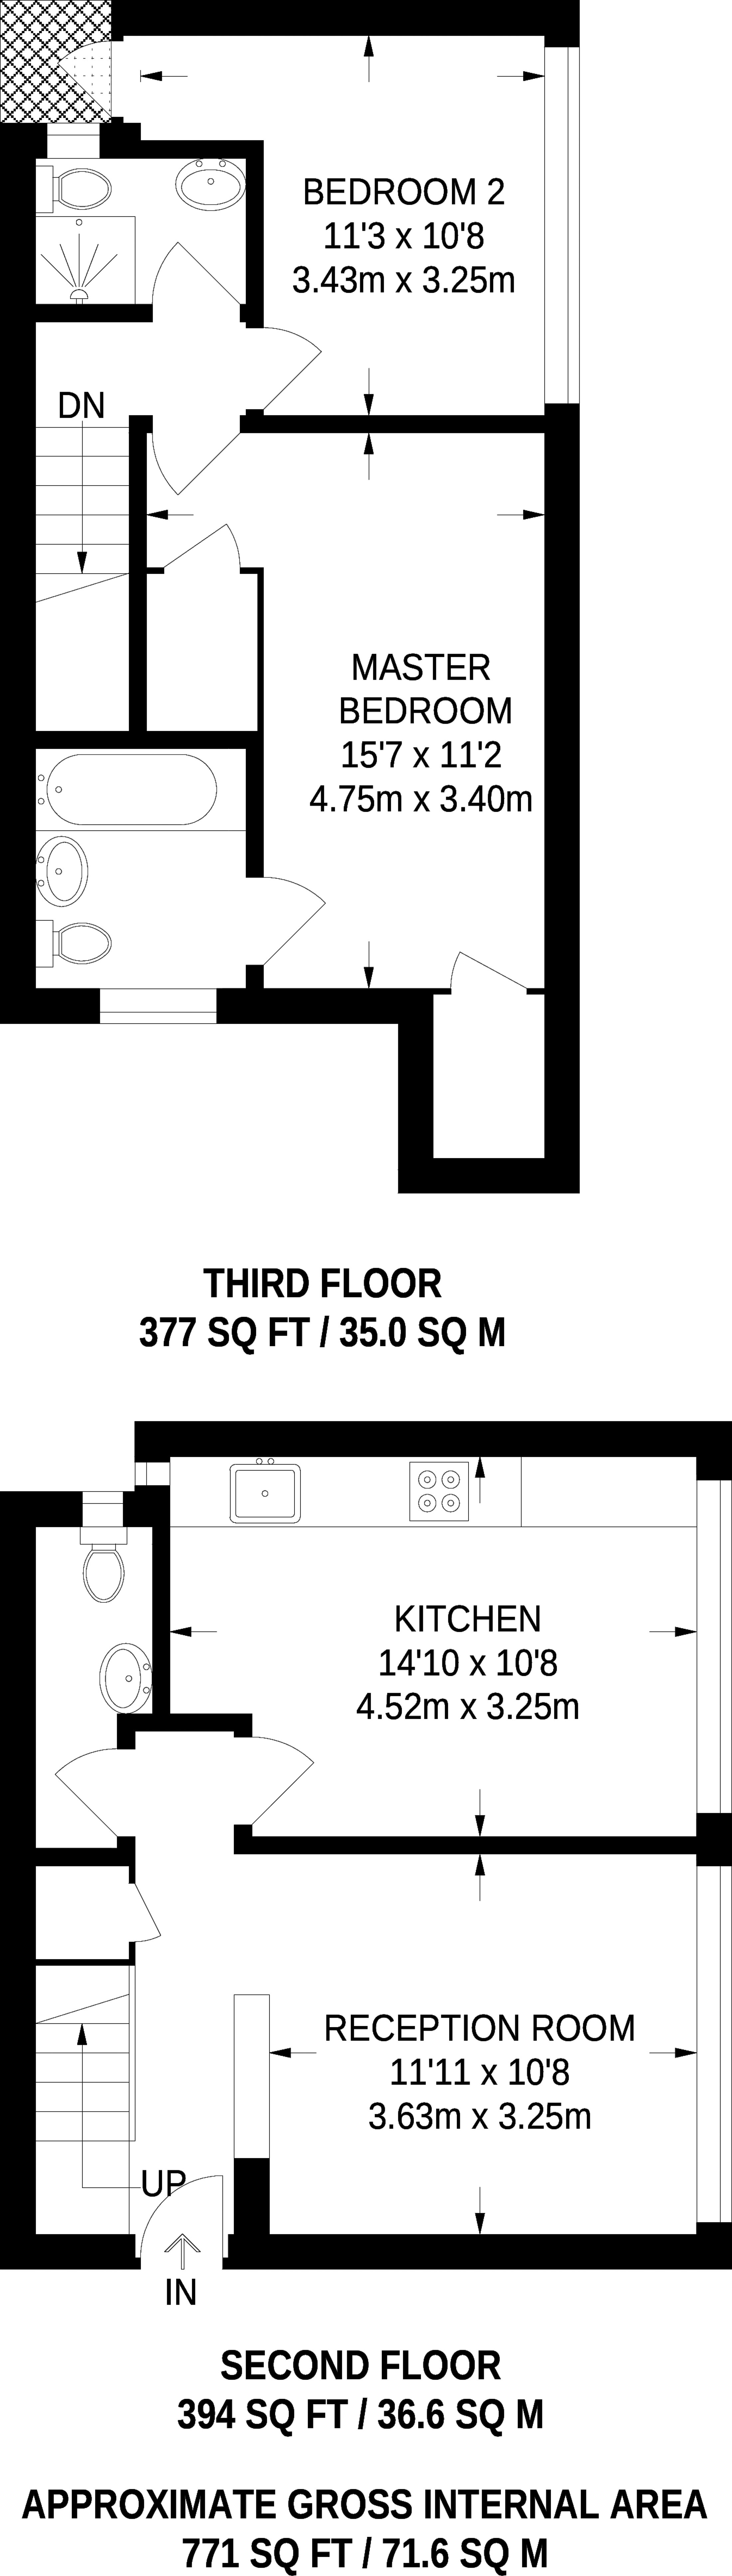 BEDROOM 2
11'3 x 10'8
3.43m x 3.25m
DN
MASTER
BEDROOM
15'7 x 11'2
4.75m x 3.40m
THIRD FLOOR
377 SQ FT / 35.0 SQ M
KITCHEN
14'10 x 10'8
4.52m x 3.25m
RECEPTION ROOM
11'11 x 10'8
3.63m x 3.25m
UP
IN
SECOND FLOOR
394 SQ FT / 36.6 SQ M
APPROXIMATE GROSS INTERNAL AREA
771 SQ FT / 71.6 SQ M